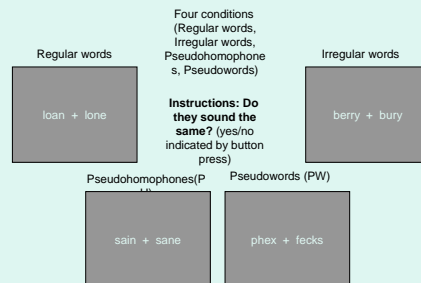 Four conditions
(Regular words,
Irregular words,
Pseudohomophone
s, Pseudowords)
Regular words
Irregular words
loan + lone
Instructions: Do
they sound the
same? (yes/no
indicated by button
press)
berry + bury
Pseudohomophones(P
Pseudowords (PW)
sain + sane
phex + fecks